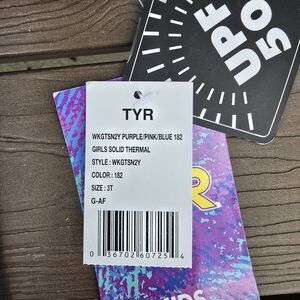 UPF
50
TYR
WKGTSN2Y PURPLE/PINK/BLUE 182
GIRLS SOLID THERMAL
STYLE : WKGTSN2Y
COLOR : 182
SIZE : 3T
G-AF
0 36702 60725 4
R